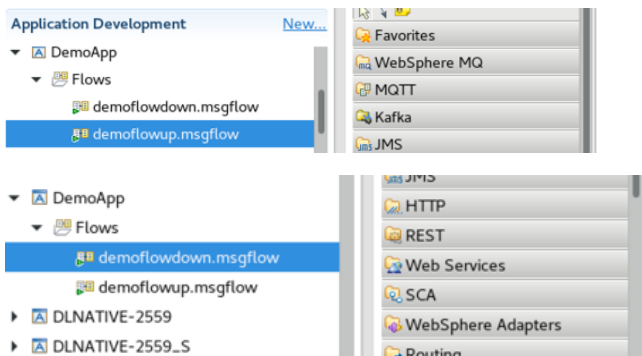 Application Development New...
DemoApp
Flows
demoflowdown.msgflow
demoflowup.msgflow
Favorites
WebSphere MQ
MQTT
Kafka
JMS
DemoApp
Flows
demoflowdown.msgflow
demoflowup.msgflow
DLNATIVE-2559
DLNATIVE-2559_S
JMS
HTTP
REST
Web Services
SCA
WebSphere Adapters
Routing